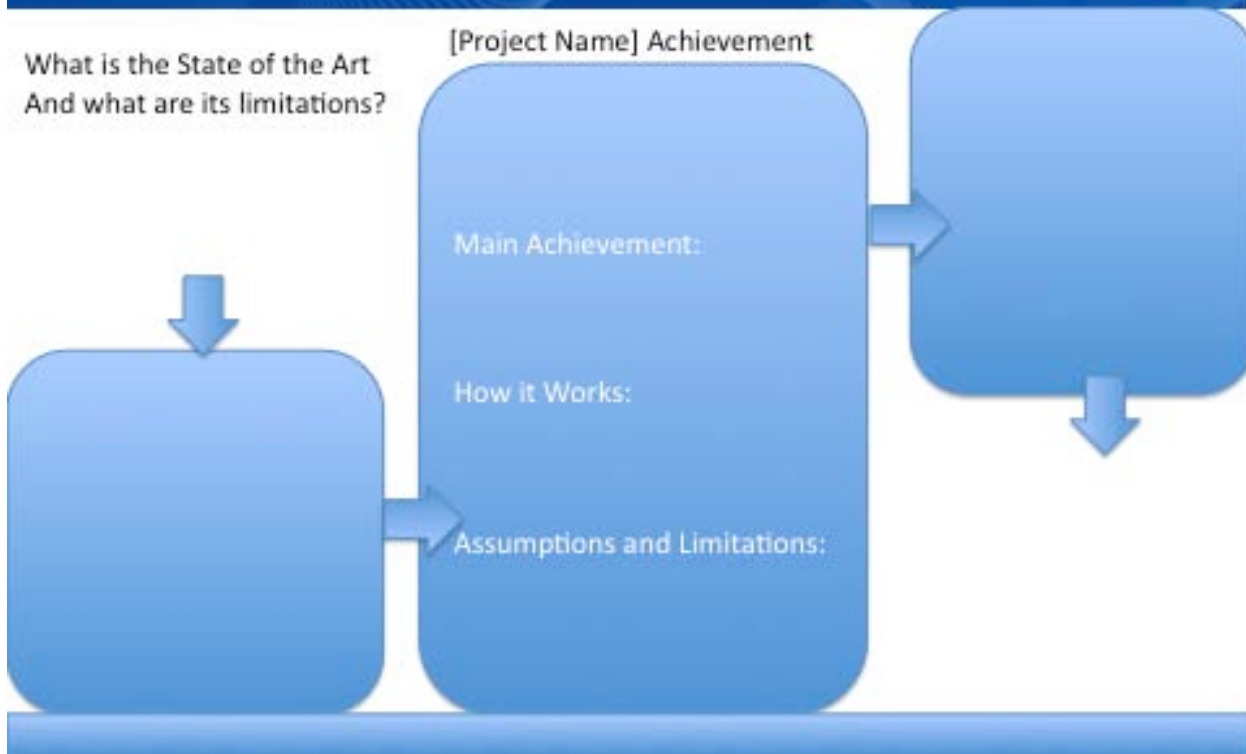 What is the State of the Art
And what are its limitations?
[Project Name] Achievement
Main Achievement:
How it Works:
Assumptions and Limitations: